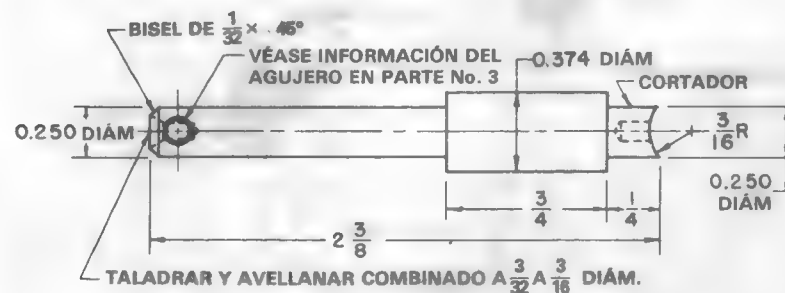 BISEL DE 1/32 × 45°
VÉASE INFORMACIÓN DEL
AGUJERO EN PARTE No. 3
0.374 DIÁM
CORTADOR
0.250 DIÁM
3/16 R
0.250
DIÁM
3/4
1/4
2 3/8
TALADRAR Y AVELLANAR COMBINADO A 3/32 A 3/16 DIÁM.